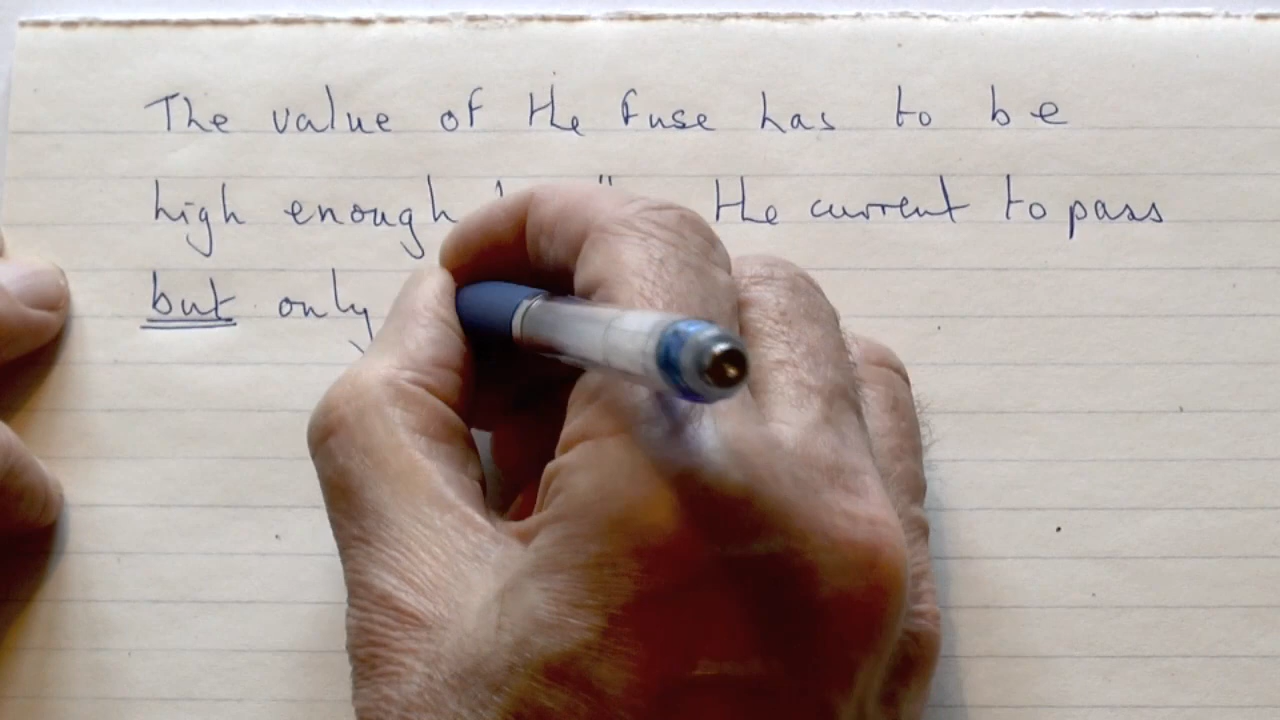 The value of the fuse has to be
high enough the current to pass
but only